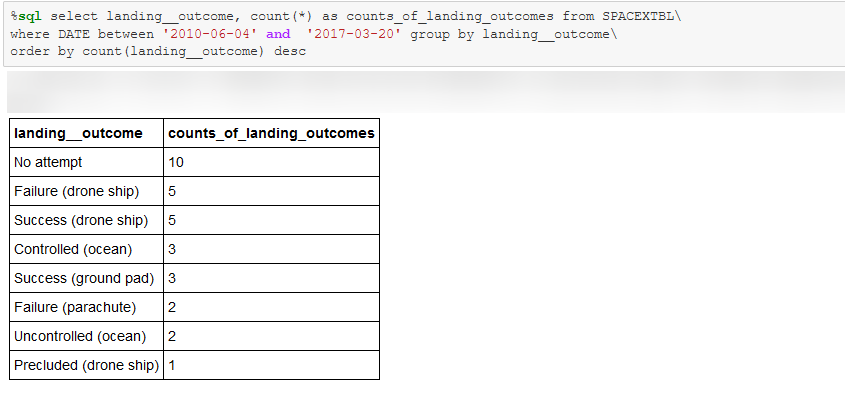 %sql select landing__outcome, count(*) as counts_of_landing_outcomes from SPACEXTBL\
where DATE between '2010-06-04' and  '2017-03-20' group by landing__outcome\
order by count(landing__outcome) desc
landing__outcome counts_of_landing_outcomes
No attempt 10
Failure (drone ship) 5
Success (drone ship) 5
Controlled (ocean) 3
Success (ground pad) 3
Failure (parachute) 2
Uncontrolled (ocean) 2
Precluded (drone ship) 1